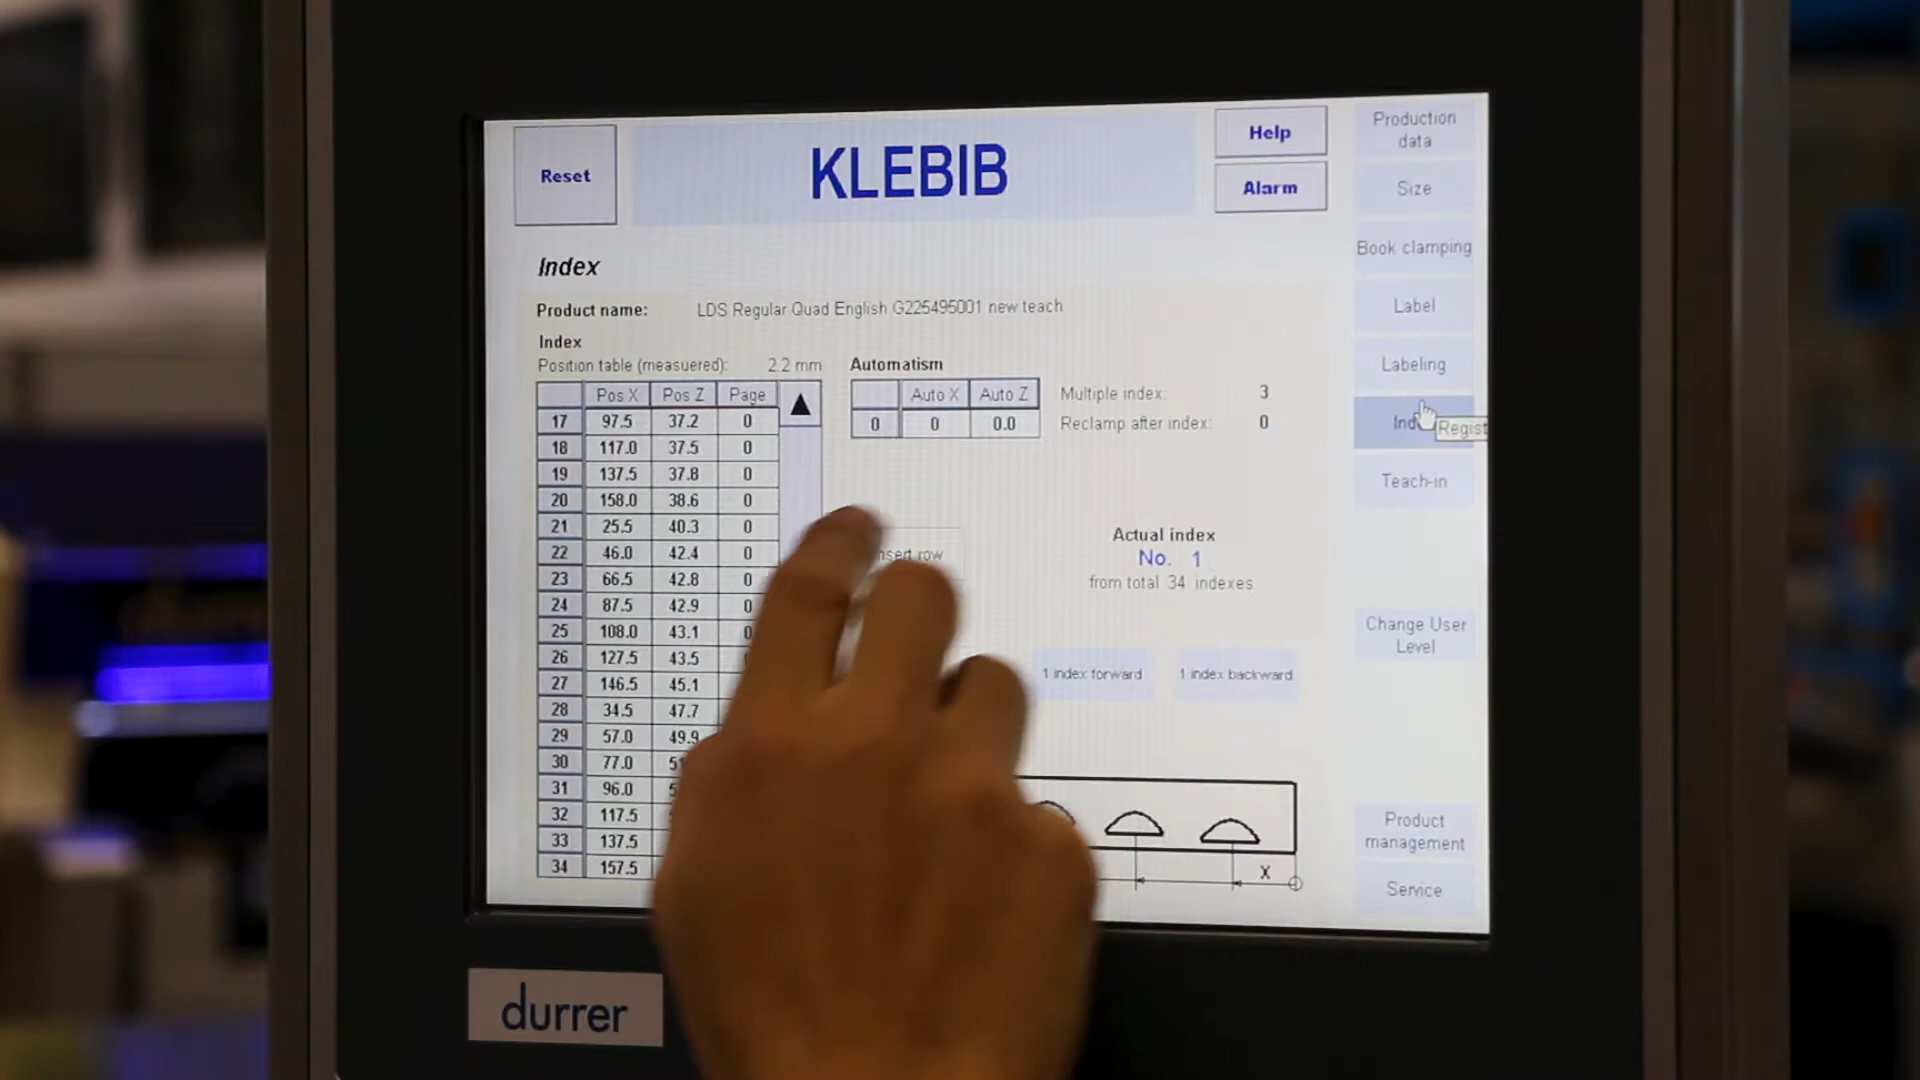 Reset
KLEBIB
Help
Alarm
Production data
Size
Book clamping
Label
Labeling
Regist
Teach-in
Change User Level
Product management
Service
Index
Product name: LDS Regular Quad English G225495001 new teach
Index
Position table (measuered): 2.2 mm
Pos X Pos Z Page
17 97.5 37.2 0
18 117.0 37.5 0
19 137.5 37.8 0
20 158.0 38.6 0
21 25.5 40.3 0
22 46.0 42.4 0
23 66.5 42.8 0
24 87.5 42.9 0
25 108.0 43.1 0
26 127.5 43.5
27 146.5 45.1
28 34.5 47.7
29 57.0 49.9
30 77.0
31 96.0
32 117.5
33 137.5
34 157.5
Automatism
Auto X Auto Z
0 0 0.0
Multiple index: 3
Reclamp after index: 0
row
Actual index
No. 1
from total 34 indexes
1 index forward
1 index backward
X
durrer